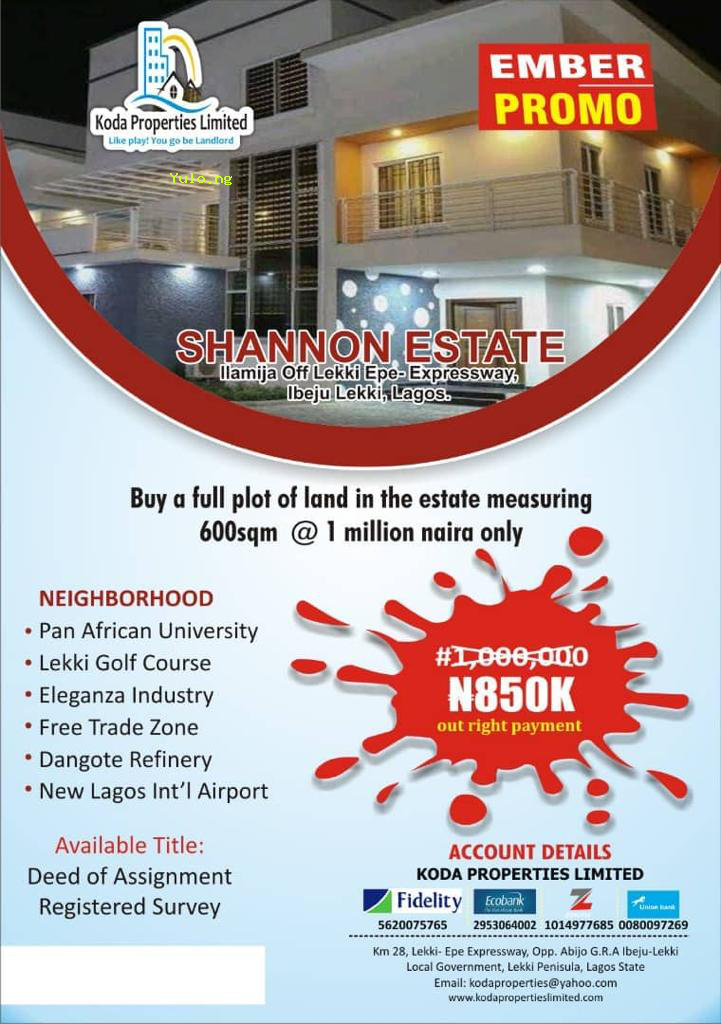 Koda Properties Limited
Like play! You go be Landlord
EMBER
PROMO
Yulo.ng
SHANNON ESTATE
Ilamija Off Lekki Epe- Expressway,
Ibeju Lekki, Lagos.
Buy a full plot of land in the estate measuring
600sqm @ 1 million naira only
NEIGHBORHOOD
• Pan African University
• Lekki Golf Course
• Eleganza Industry
• Free Trade Zone
• Dangote Refinery
• New Lagos Int'l Airport
#1,000,000
N850K
out right payment
Available Title:
Deed of Assignment
Registered Survey
ACCOUNT DETAILS
KODA PROPERTIES LIMITED
Fidelity Ecobank Z Union bank
5620075765 2953064002 1014977685 0080097269
Km 28, Lekki- Epe Expressway, Opp. Abijo G.R.A Ibeju-Lekki
Local Government, Lekki Penisula, Lagos State
Email: kodaproperties@yahoo.com
www.kodapropertieslimited.com